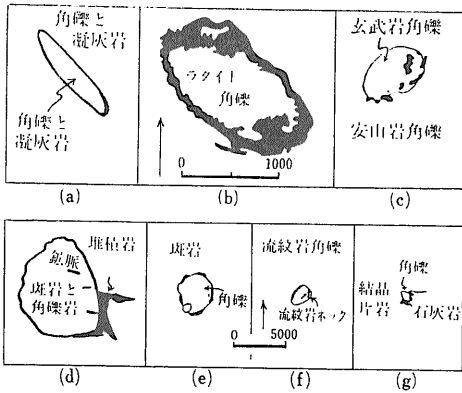 角礫と
凝灰岩
角礫と
凝灰岩
(a)
ラタイト
角礫
0 1000
(b)
玄武岩角礫
安山岩角礫
(c)
堆積岩
鉱脈
斑岩と
角礫岩
(d)
斑岩
角礫
(e)
流紋岩角礫
流紋岩ネック
0 5000
(f)
角礫
結晶
片岩
石灰岩
(g)